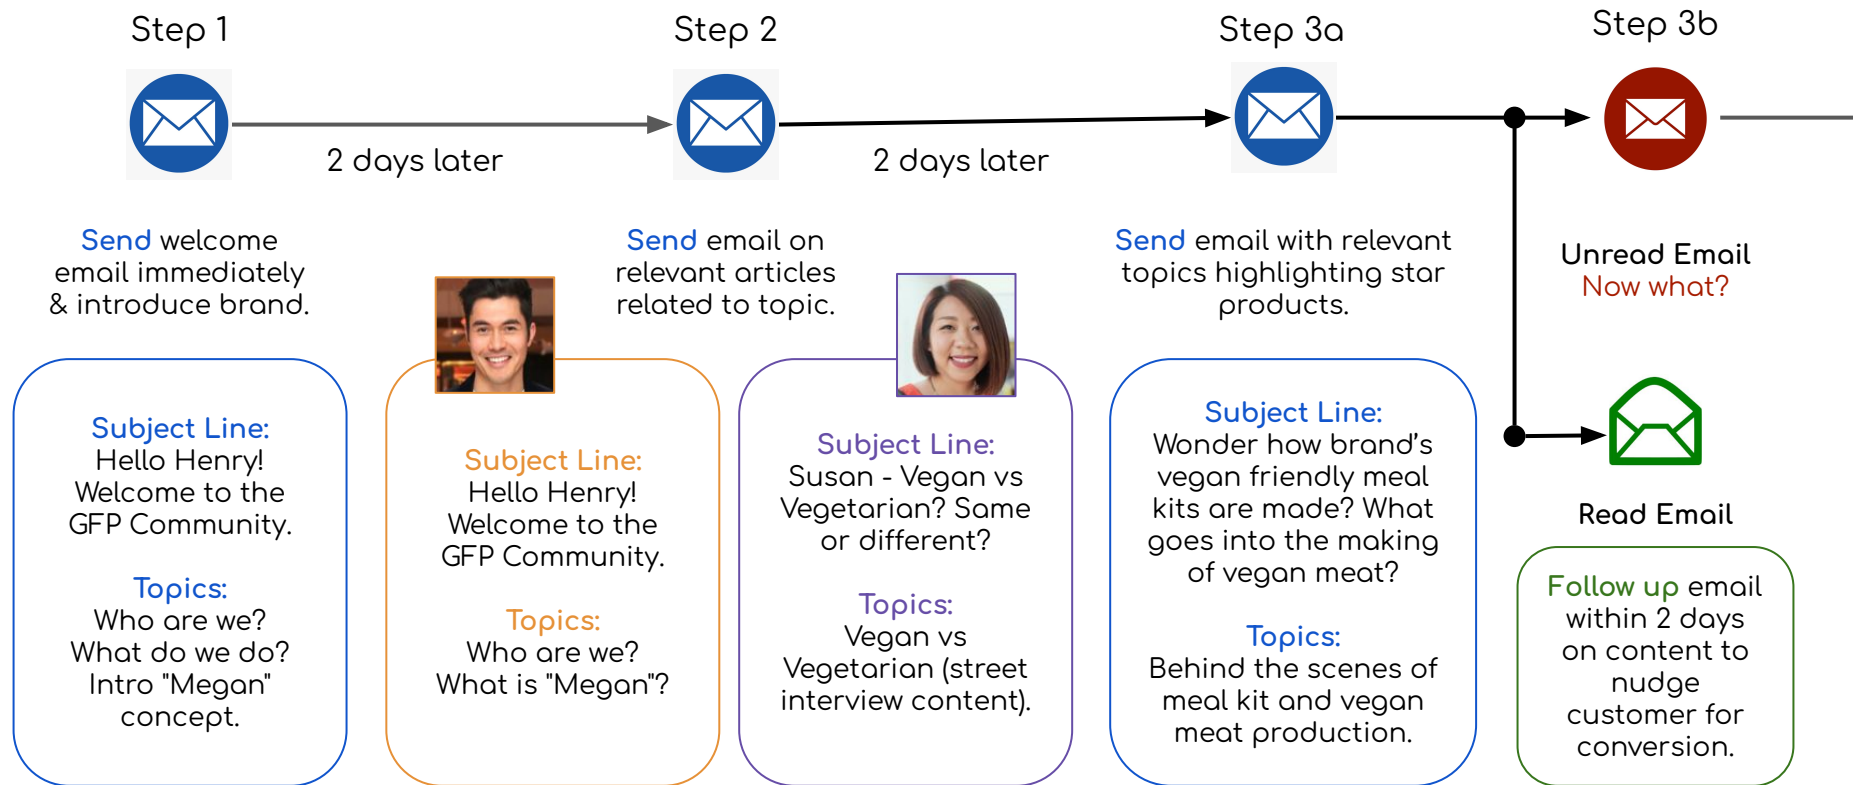 Step 1
Step 2
Step 3a
Step 3b
2 days later
2 days later
Send welcome
email immediately
& introduce brand.
Send email on
relevant articles
related to topic.
Send email with relevant
topics highlighting star
products.
Unread Email
Now what?
Subject Line:
Hello Henry!
Welcome to the
GFP Community.
Topics:
Who are we?
What do we do?
Intro "Megan"
concept.
Subject Line:
Hello Henry!
Welcome to the
GFP Community.
Topics:
Who are we?
What is "Megan"?
Subject Line:
Susan - Vegan vs
Vegetarian? Same
or different?
Topics:
Vegan vs
Vegetarian (street
interview content).
Subject Line:
Wonder how brand’s
vegan friendly meal
kits are made? What
goes into the making
of vegan meat?
Topics:
Behind the scenes of
meal kit and vegan
meat production.
Read Email
Follow up email
within 2 days
on content to
nudge
customer for
conversion.